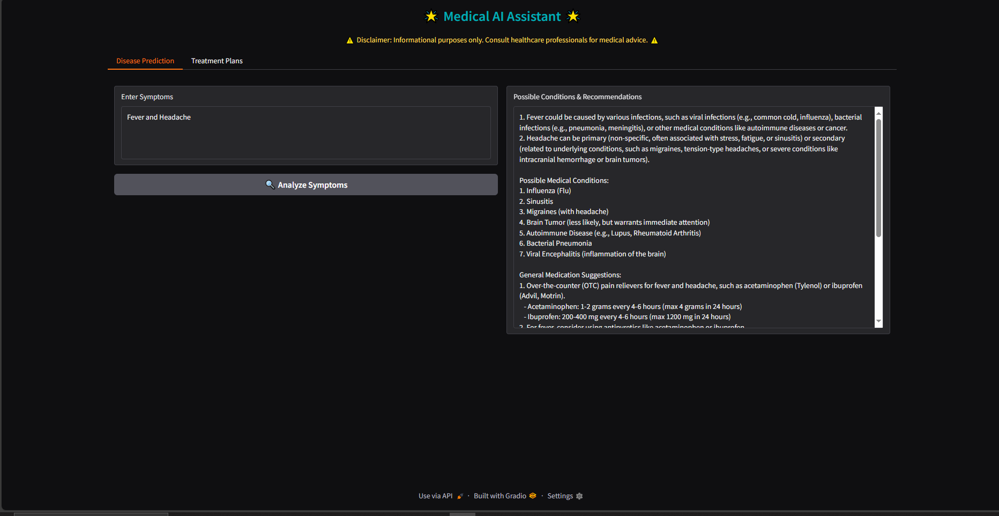 🌟 Medical AI Assistant 🌟
⚠ Disclaimer: Informational purposes only. Consult healthcare professionals for medical advice. ⚠
Disease Prediction
Treatment Plans
Enter Symptoms
Fever and Headache
🔍 Analyze Symptoms
Possible Conditions & Recommendations
1. Fever could be caused by various infections, such as viral infections (e.g., common cold, influenza), bacterial
infections (e.g., pneumonia, meningitis), or other medical conditions like autoimmune diseases or cancer.
2. Headache can be primary (non-specific, often associated with stress, fatigue, or sinusitis) or secondary
(related to underlying conditions, such as migraines, tension-type headaches, or severe conditions like
intracranial hemorrhage or brain tumors).
Possible Medical Conditions:
1. Influenza (Flu)
2. Sinusitis
3. Migraines (with headache)
4. Brain Tumor (less likely, but warrants immediate attention)
5. Autoimmune Disease (e.g., Lupus, Rheumatoid Arthritis)
6. Bacterial Pneumonia
7. Viral Encephalitis (inflammation of the brain)
General Medication Suggestions:
1. Over-the-counter (OTC) pain relievers for fever and headache, such as acetaminophen (Tylenol) or ibuprofen
(Advil, Motrin).
- Acetaminophen: 1-2 grams every 4-6 hours (max 4 grams in 24 hours)
- Ibuprofen: 200-400 mg every 4-6 hours (max 1200 mg in 24 hours)
2. For fever, consider using antipyretics like acetaminophen or ibuprofen.
Use via API 🚀 · Built with Gradio · Settings ⚙